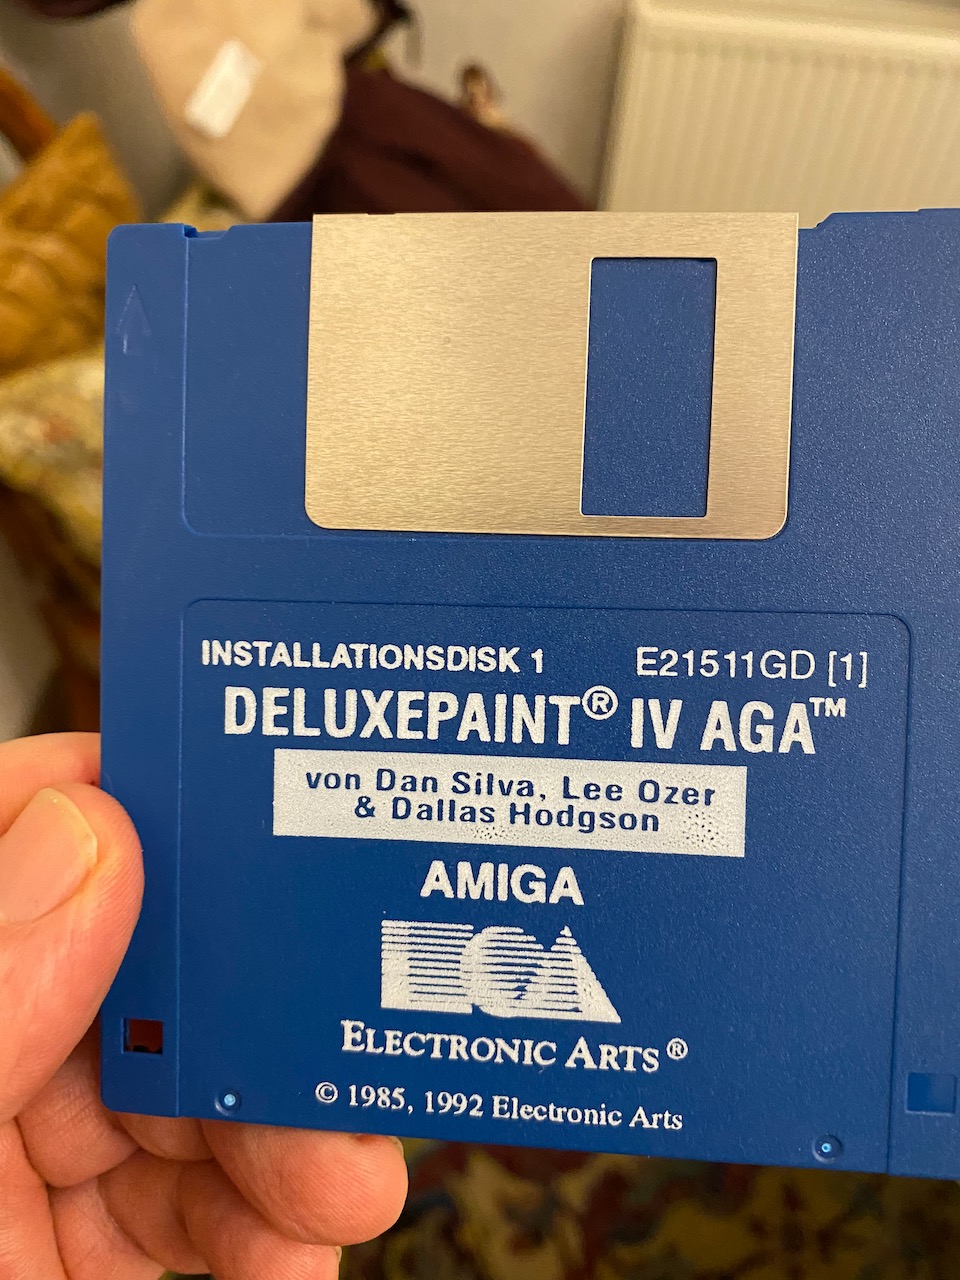 INSTALLATIONSDISK 1 E21511GD [1]
DELUXEPAINT® IV AGA™
von Dan Silva, Lee Ozer
& Dallas Hodgson
AMIGA
EA
ELECTRONIC ARTS®
© 1985, 1992 Electronic Arts